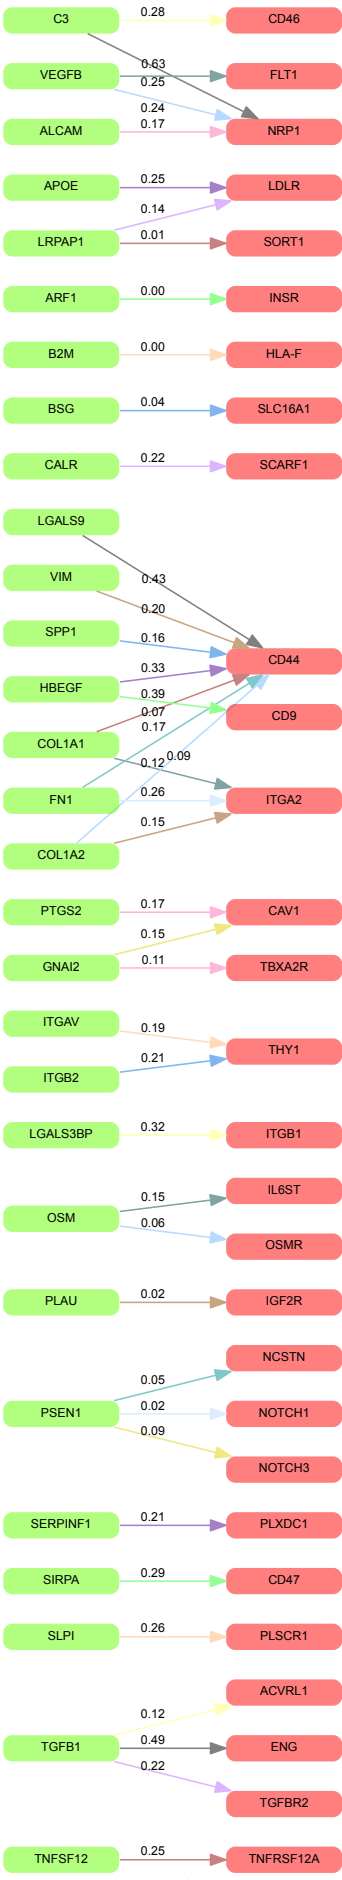 C3 0.28 CD46
VEGFB 0.63 FLT1
0.25
0.24
ALCAM 0.17 NRP1
APOE 0.25 LDLR
0.14
LRPAP1 0.01 SORT1
ARF1 0.00 INSR
B2M 0.00 HLA-F
BSG 0.04 SLC16A1
CALR 0.22 SCARF1
LGALS9
VIM 0.43
0.20
SPP1 0.16
CD44
HBEGF 0.33
0.39
0.07 CD9
0.17
COL1A1
0.09
0.12
FN1 0.26 ITGA2
0.15
COL1A2
PTGS2 0.17 CAV1
0.15
GNAI2 0.11 TBXA2R
ITGAV 0.19
THY1
ITGB2 0.21
LGALS3BP 0.32 ITGB1
IL6ST
0.15
OSM
0.06
OSMR
PLAU 0.02 IGF2R
NCSTN
0.05
PSEN1 0.02 NOTCH1
0.09
NOTCH3
SERPINF1 0.21 PLXDC1
SIRPA 0.29 CD47
SLPI 0.26 PLSCR1
ACVRL1
0.12
TGFB1 0.49 ENG
0.22
TGFBR2
TNFSF12 0.25 TNFRSF12A